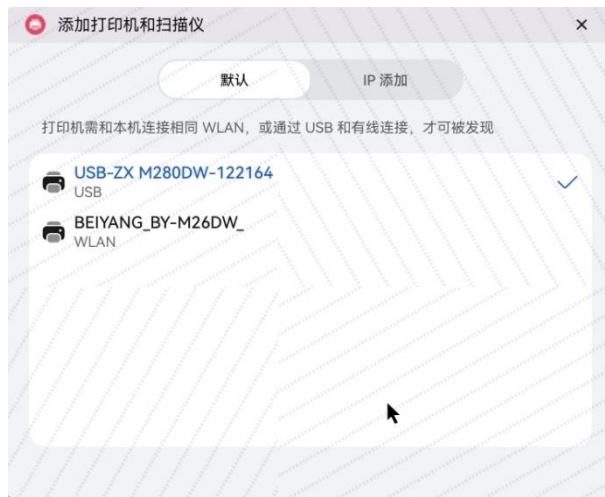 添加打印机和扫描仪
默认
IP 添加
打印机需和本机连接相同 WLAN，或通过 USB 和有线连接，才可被发现
USB-ZX M280DW-122164
USB
BEIYANG_BY-M26DW_
WLAN